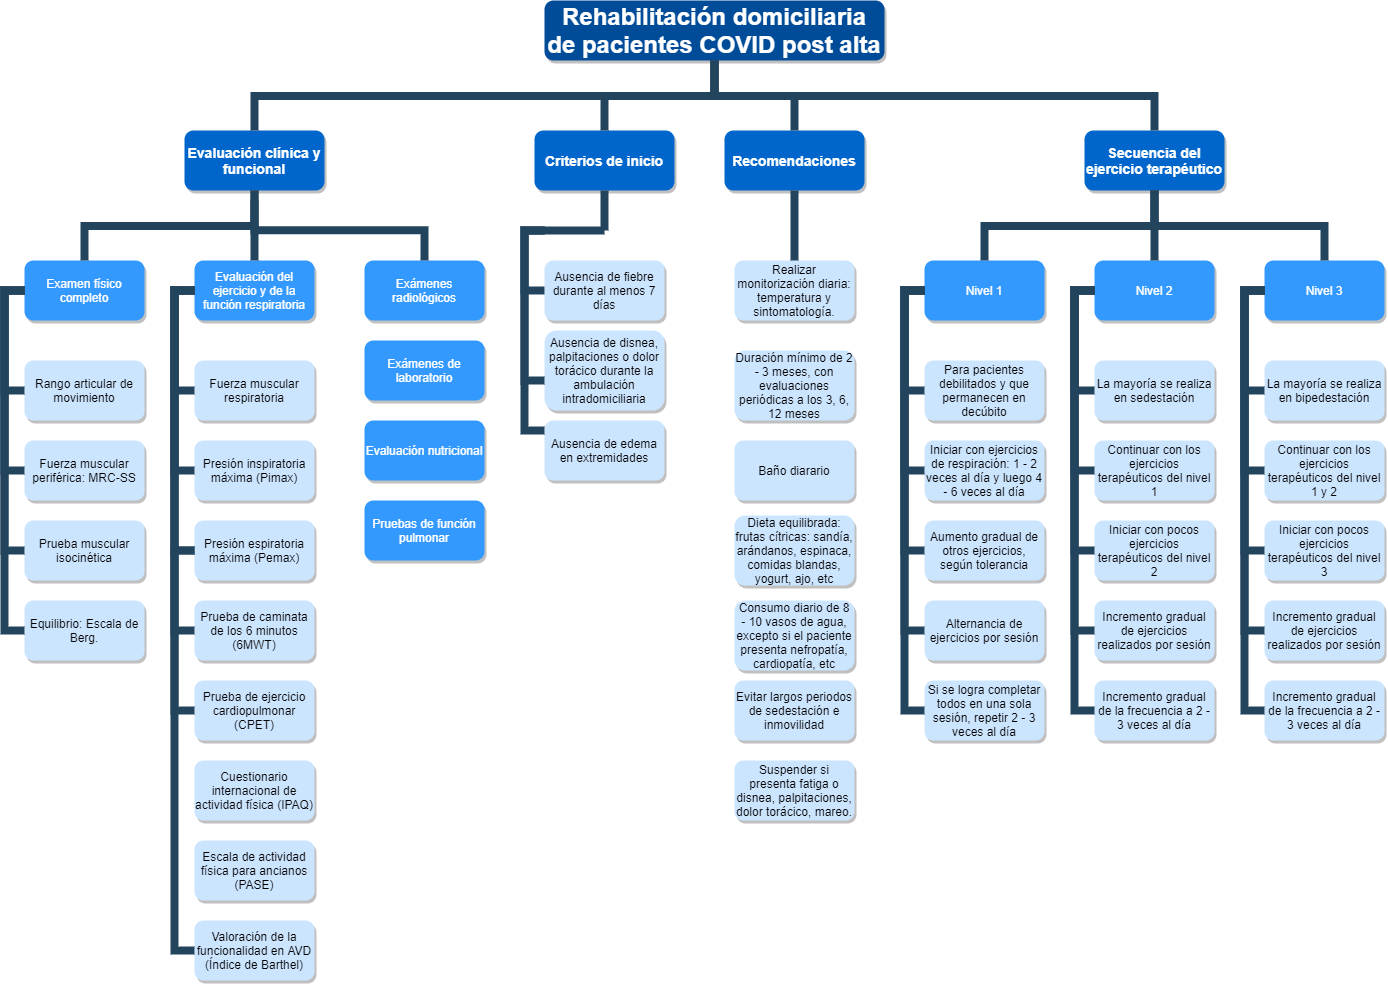 Rehabilitación domiciliaria
de pacientes COVID post alta
Evaluación clínica y
funcional
Examen físico
completo
Rango articular de
movimiento
Fuerza muscular
periférica: MRC-SS
Prueba muscular
isocinética
Equilibrio: Escala de
Berg.
Evaluación del
ejercicio y de la
función respiratoria
Fuerza muscular
respiratoria
Presión inspiratoria
máxima (Pimax)
Presión espiratoria
máxima (Pemax)
Prueba de caminata
de los 6 minutos
(6MWT)
Prueba de ejercicio
cardiopulmonar
(CPET)
Cuestionario
internacional de
actividad física (IPAQ)
Escala de actividad
física para ancianos
(PASE)
Valoración de la
funcionalidad en AVD
(Índice de Barthel)
Exámenes
radiológicos
Exámenes de
laboratorio
Evaluación nutricional
Pruebas de función
pulmonar
Criterios de inicio
Ausencia de fiebre
durante al menos 7
días
Ausencia de disnea,
palpitaciones o dolor
torácico durante la
ambulación
intradomiciliaria
Ausencia de edema
en extremidades
Recomendaciones
Realizar
monitorización diaria:
temperatura y
sintomatología.
Duración mínimo de 2
- 3 meses, con
evaluaciones
periódicas a los 3, 6,
12 meses
Baño diarario
Dieta equilibrada:
frutas cítricas: sandía,
arándanos, espinaca,
comidas blandas,
yogurt, ajo, etc
Consumo diario de 8
- 10 vasos de agua,
excepto si el paciente
presenta nefropatía,
cardiopatía, etc
Evitar largos periodos
de sedestación e
inmovilidad
Suspender si
presenta fatiga o
disnea, palpitaciones,
dolor torácico, mareo.
Secuencia del
ejercicio terapéutico
Nivel 1
Para pacientes
debilitados y que
permanecen en
decúbito
Iniciar con ejercicios
de respiración: 1 - 2
veces al día y luego 4
- 6 veces al día
Aumento gradual de
otros ejercicios,
según tolerancia
Alternancia de
ejercicios por sesión
Si se logra completar
todos en una sola
sesión, repetir 2 - 3
veces al día
Nivel 2
La mayoría se realiza
en sedestación
Continuar con los
ejercicios
terapéuticos del nivel
1
Iniciar con pocos
ejercicios
terapéuticos del nivel
2
Incremento gradual
de ejercicios
realizados por sesión
Incremento gradual
de la frecuencia a 2 -
3 veces al día
Nivel 3
La mayoría se realiza
en bipedestación
Continuar con los
ejercicios
terapéuticos del nivel
1 y 2
Iniciar con pocos
ejercicios
terapéuticos del nivel
3
Incremento gradual
de ejercicios
realizados por sesión
Incremento gradual
de la frecuencia a 2 -
3 veces al día